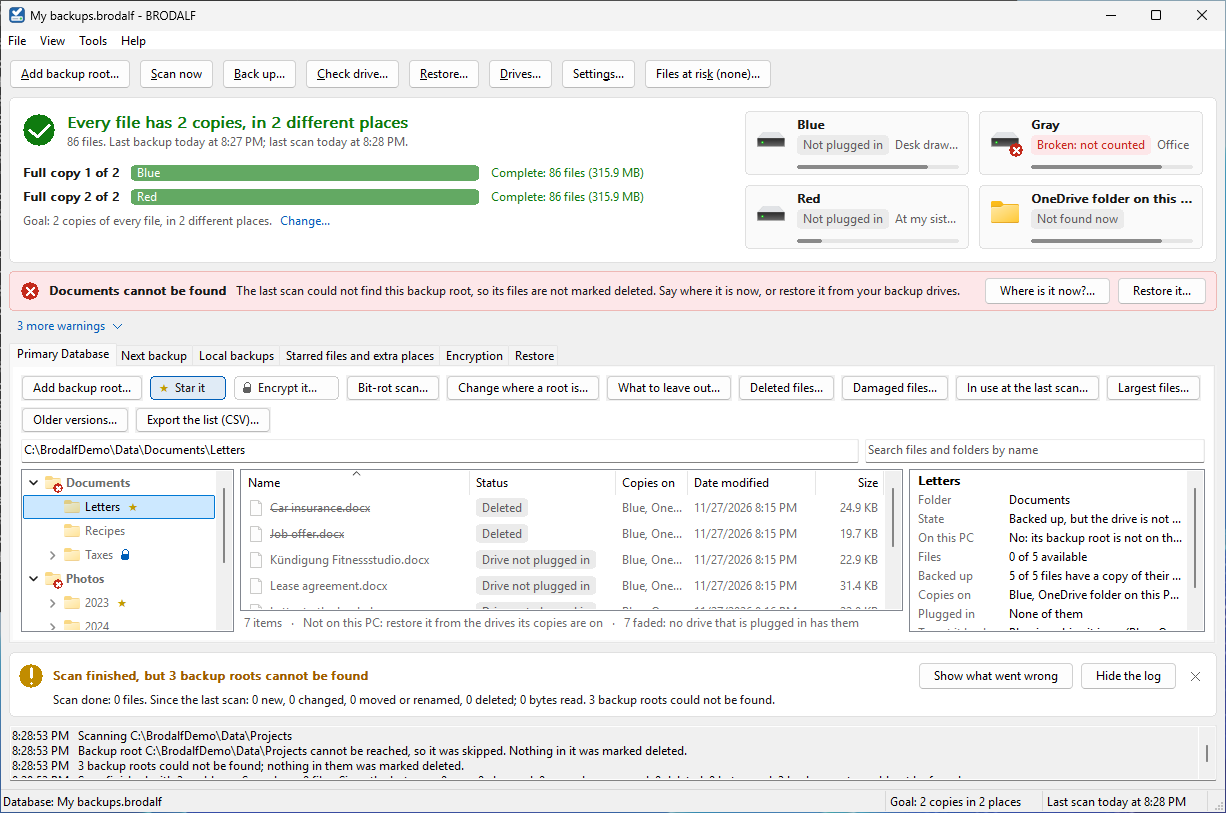 My backups.brodalf - BRODALF
File View Tools Help
Add backup root... Scan now Back up... Check drive... Restore... Drives... Settings... Files at risk (none)...
Every file has 2 copies, in 2 different places
86 files. Last backup today at 8:27 PM; last scan today at 8:28 PM.
Full copy 1 of 2 Blue Complete: 86 files (315.9 MB)
Full copy 2 of 2 Red Complete: 86 files (315.9 MB)
Goal: 2 copies of every file, in 2 different places. Change...
Blue
Not plugged in Desk draw...
Gray
Broken: not counted Office
Red
Not plugged in At my sist...
OneDrive folder on this ...
Not found now
Documents cannot be found The last scan could not find this backup root, so its files are not marked deleted. Say where it is now, or restore it from your backup drives. Where is it now?... Restore it...
3 more warnings
Primary Database Next backup Local backups Starred files and extra places Encryption Restore
Add backup root... Star it Encrypt it... Bit-rot scan... Change where a root is... What to leave out... Deleted files... Damaged files... In use at the last scan... Largest files...
Older versions... Export the list (CSV)...
C:\BrodalfDemo\Data\Documents\Letters Search files and folders by name
Documents
Letters
Recipes
Taxes
Photos
2023
2024
Name Status Copies on Date modified Size
Car insurance.docx Deleted Blue, One... 11/27/2026 8:15 PM 24.9 KB
Job offer.docx Deleted Blue, One... 11/27/2026 8:15 PM 19.7 KB
Kündigung Fitnessstudio.docx Drive not plugged in Blue, One... 11/27/2026 8:15 PM 22.9 KB
Lease agreement.docx Drive not plugged in Blue, One... 11/27/2026 8:15 PM 31.4 KB
7 items · Not on this PC: restore it from the drives its copies are on · 7 faded: no drive that is plugged in has them
Letters
Folder Documents
State Backed up, but the drive is not ...
On this PC No: its backup root is not on th...
Files 0 of 5 available
Backed up 5 of 5 files have a copy of their ...
Copies on Blue, OneDrive folder on this P...
Plugged in None of them
Scan finished, but 3 backup roots cannot be found
Scan done: 0 files. Since the last scan: 0 new, 0 changed, 0 moved or renamed, 0 deleted; 0 bytes read. 3 backup roots could not be found.
Show what went wrong Hide the log
8:28:53 PM Scanning C:\BrodalfDemo\Data\Projects
8:28:53 PM Backup root C:\BrodalfDemo\Data\Projects cannot be reached, so it was skipped. Nothing in it was marked deleted.
8:28:53 PM 3 backup roots could not be found; nothing in them was marked deleted.
Database: My backups.brodalf Goal: 2 copies in 2 places Last scan today at 8:28 PM